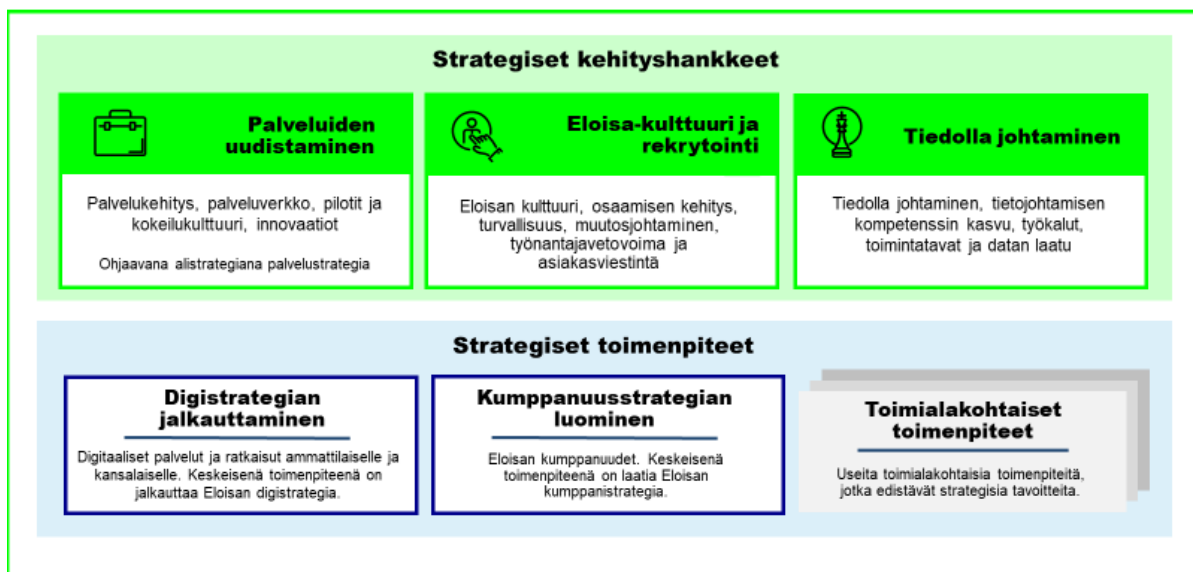 Strategiset kehityshankkeet
Palveluiden
uudistaminen
Palvelukehitys, palveluverkko, pilotit ja
kokeilukulttuuri, innovaatiot
Ohjaavana alistrategiana palvelustrategia
Eloisa-kulttuuri ja
rekrytointi
Eloisan kulttuuri, osaamisen kehitys,
turvallisuus, muutosjohtaminen,
työnantajavetovoima ja
asiakasviestintä
Tiedolla johtaminen
Tiedolla johtaminen, tietojohtamisen
kompetenssin kasvu, työkalut,
toimintatavat ja datan laatu
Strategiset toimenpiteet
Digistrategian
jalkauttaminen
Digitaaliset palvelut ja ratkaisut ammattilaiselle ja
kansalaiselle. Keskeisenä toimenpiteenä on
jalkauttaa Eloisan digistrategia.
Kumppanuusstrategian
luominen
Eloisan kumppanuudet. Keskeisenä
toimenpiteenä on laatia Eloisan
kumppanistrategia.
Toimialakohtaiset
toimenpiteet
Useita toimialakohtaisia toimenpiteitä,
jotka edistävät strategisia tavoitteita.